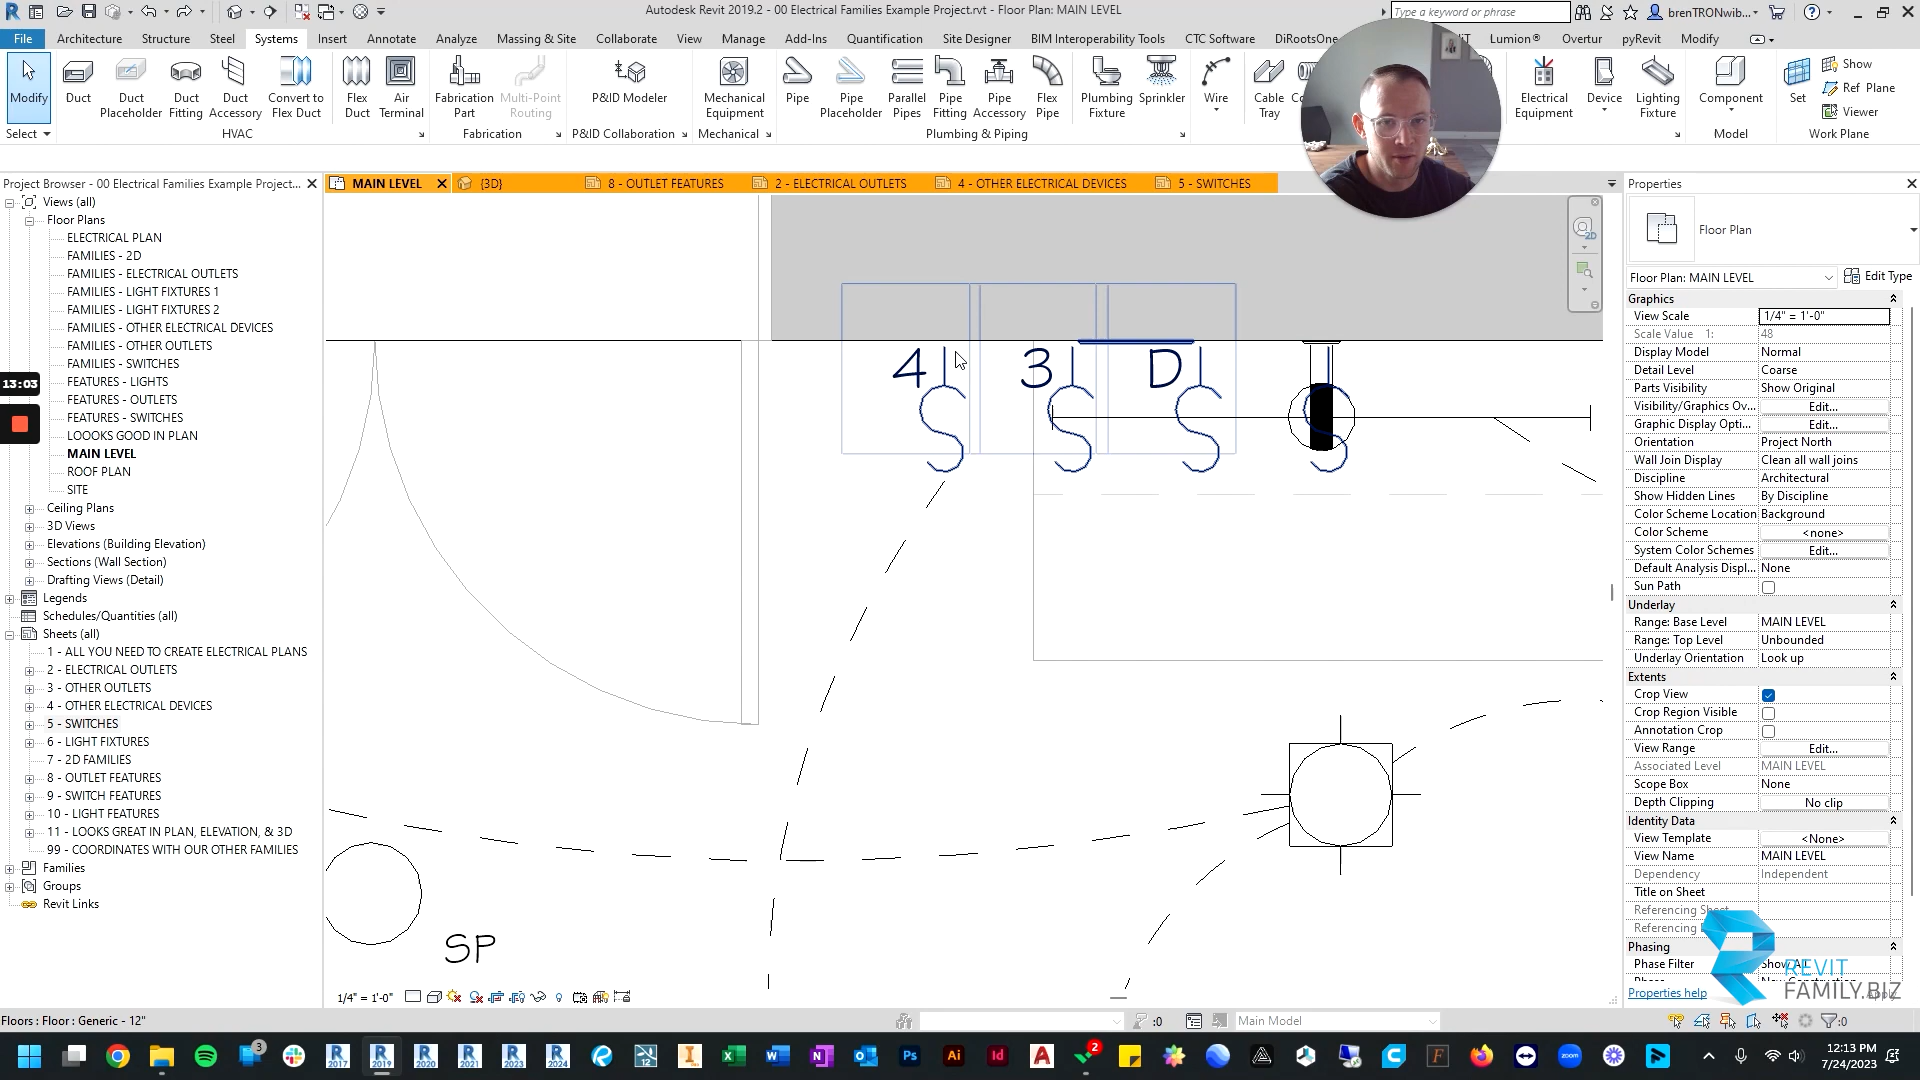 Autodesk Revit 2019.2 - 00 Electrical Families Example Project.rvt - Floor Plan: MAIN LEVEL
Type a keyword or phrase
brenTRONwib...
File Architecture Structure Steel Systems Insert Annotate Analyze Massing & Site Collaborate View Manage Add-Ins Quantification Site Designer BIM Interoperability Tools CTC Software DiRootsOne Lumion® Overtur pyRevit Modify
Modify
Duct
Duct Placeholder
Duct Fitting
Duct Accessory
Convert to Flex Duct
Flex Duct
Air Terminal
Fabrication Part
Multi-Point Routing
P&ID Modeler
Mechanical Equipment
Pipe
Pipe Placeholder
Parallel Pipes
Pipe Fitting
Pipe Accessory
Flex Pipe
Plumbing Fixture
Sprinkler
Wire
Cable Tray
Electrical Equipment
Device
Lighting Fixture
Component
Set
Show
Ref Plane
Viewer
Select HVAC Fabrication P&ID Collaboration Mechanical Plumbing & Piping Model Work Plane
Project Browser - 00 Electrical Families Example Project...
MAIN LEVEL {3D} 8 - OUTLET FEATURES 2 - ELECTRICAL OUTLETS 4 - OTHER ELECTRICAL DEVICES 5 - SWITCHES
Views (all)
Floor Plans
ELECTRICAL PLAN
FAMILIES - 2D
FAMILIES - ELECTRICAL OUTLETS
FAMILIES - LIGHT FIXTURES 1
FAMILIES - LIGHT FIXTURES 2
FAMILIES - OTHER ELECTRICAL DEVICES
FAMILIES - OTHER OUTLETS
FAMILIES - SWITCHES
FEATURES - LIGHTS
FEATURES - OUTLETS
FEATURES - SWITCHES
LOOOKS GOOD IN PLAN
MAIN LEVEL
ROOF PLAN
SITE
Ceiling Plans
3D Views
Elevations (Building Elevation)
Sections (Wall Section)
Drafting Views (Detail)
Legends
Schedules/Quantities (all)
Sheets (all)
1 - ALL YOU NEED TO CREATE ELECTRICAL PLANS
2 - ELECTRICAL OUTLETS
3 - OTHER OUTLETS
4 - OTHER ELECTRICAL DEVICES
5 - SWITCHES
6 - LIGHT FIXTURES
7 - 2D FAMILIES
8 - OUTLET FEATURES
9 - SWITCH FEATURES
10 - LIGHT FEATURES
11 - LOOKS GREAT IN PLAN, ELEVATION, & 3D
99 - COORDINATES WITH OUR OTHER FAMILIES
Families
Groups
Revit Links
13:03
4 3 D
S S S S
SP
2D
1/4" = 1'-0"
Properties
Floor Plan
Floor Plan: MAIN LEVEL Edit Type
Graphics
View Scale 1/4" = 1'-0"
Scale Value 1: 48
Display Model Normal
Detail Level Coarse
Parts Visibility Show Original
Visibility/Graphics Ov... Edit...
Graphic Display Opti... Edit...
Orientation Project North
Wall Join Display Clean all wall joins
Discipline Architectural
Show Hidden Lines By Discipline
Color Scheme Location Background
Color Scheme <none>
System Color Schemes Edit...
Default Analysis Displ... None
Sun Path
Underlay
Range: Base Level MAIN LEVEL
Range: Top Level Unbounded
Underlay Orientation Look up
Extents
Crop View
Crop Region Visible
Annotation Crop
View Range Edit...
Associated Level MAIN LEVEL
Scope Box None
Depth Clipping No clip
Identity Data
View Template <None>
View Name MAIN LEVEL
Dependency Independent
Title on Sheet
Referencing Sheet
Referencing
Phasing
Phase Filter Show All
Properties help
REVIT
FAMILY.BIZ
Floors : Floor : Generic - 12"
:0
Main Model
:0
3
2017 2019 2020 2021 2023 2024
2
zoom
12:13 PM
7/24/2023